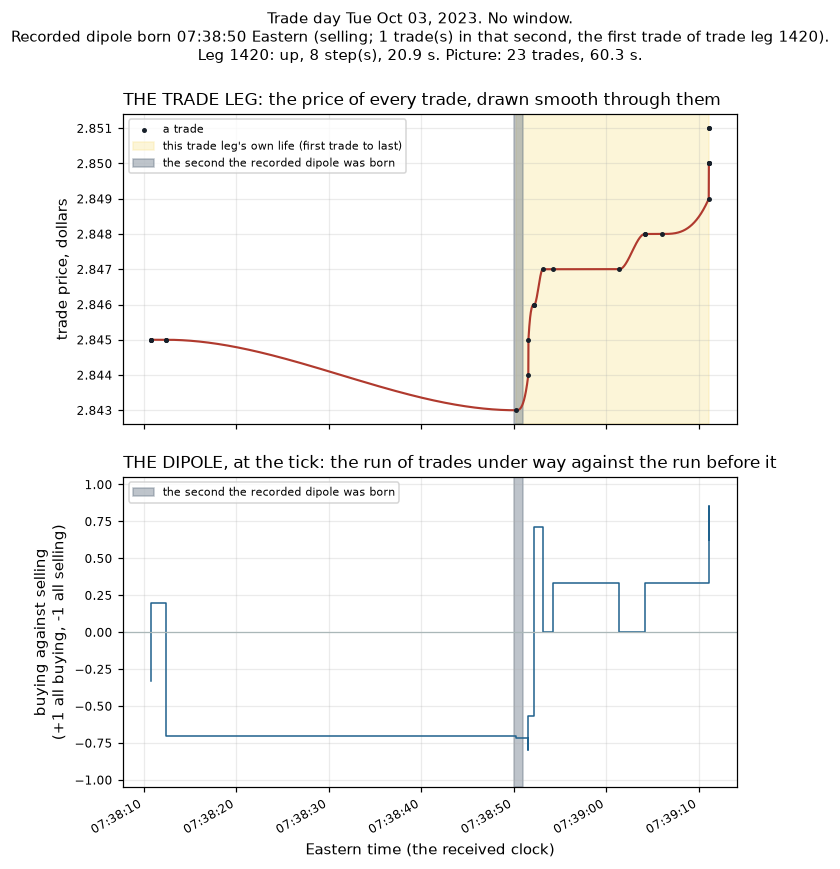 Trade day Tue Oct 03, 2023. No window.
Recorded dipole born 07:38:50 Eastern (selling; 1 trade(s) in that second, the first trade of trade leg 1420).
Leg 1420: up, 8 step(s), 20.9 s. Picture: 23 trades, 60.3 s.
THE TRADE LEG: the price of every trade, drawn smooth through them
a trade
this trade leg's own life (first trade to last)
the second the recorded dipole was born
trade price, dollars
2.851
2.850
2.849
2.848
2.847
2.846
2.845
2.844
2.843
THE DIPOLE, at the tick: the run of trades under way against the run before it
the second the recorded dipole was born
buying against selling
(+1 all buying, -1 all selling)
1.00
0.75
0.50
0.25
0.00
−0.25
−0.50
−0.75
−1.00
07:38:10
07:38:20
07:38:30
07:38:40
07:38:50
07:39:00
07:39:10
Eastern time (the received clock)